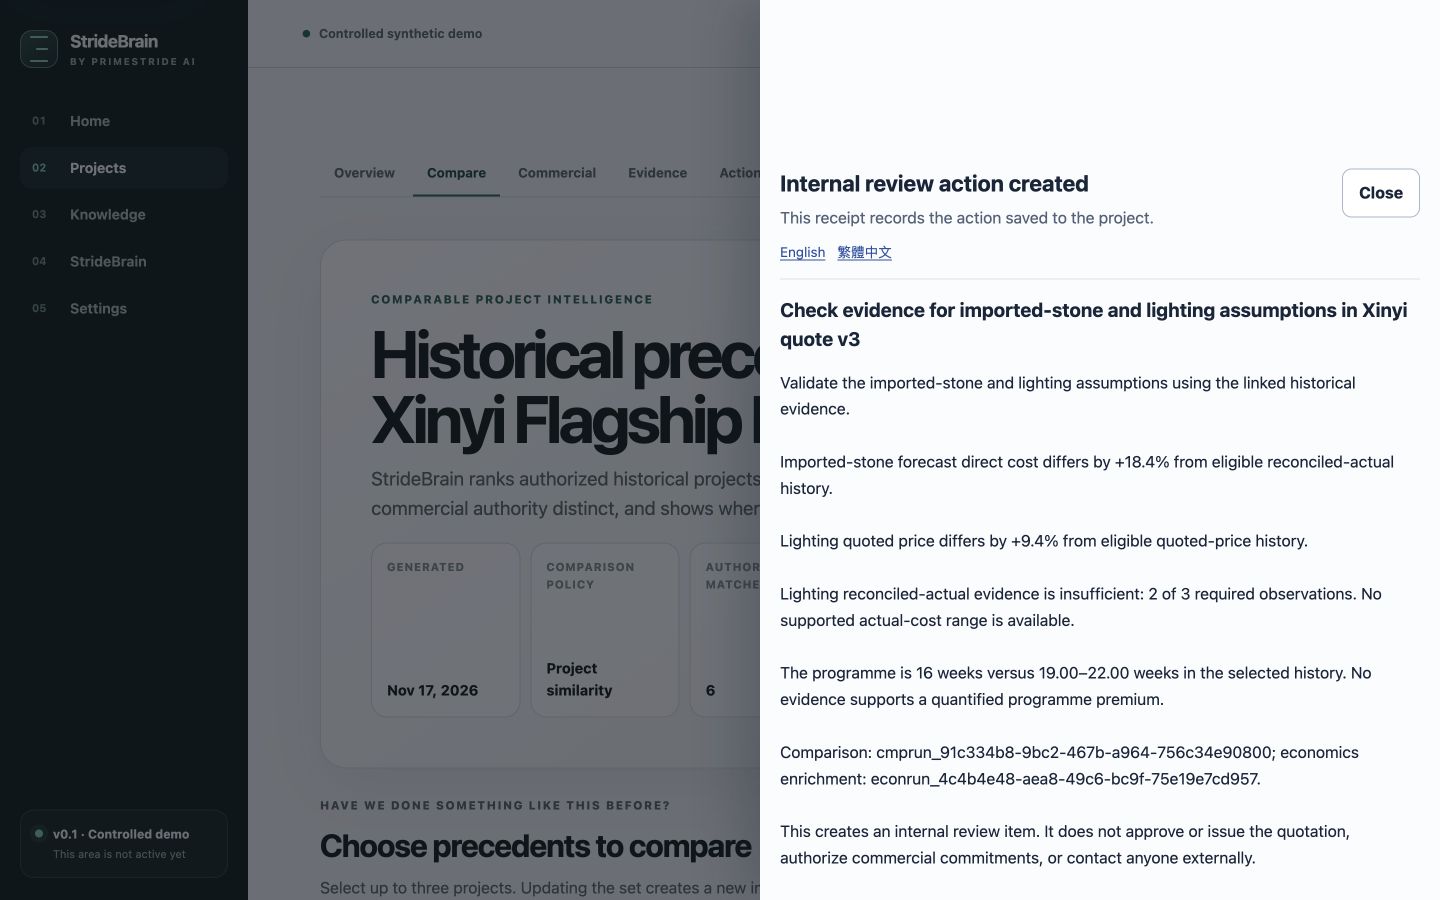 StrideBrain
BY PRIMESTRIDE AI
01 Home
02 Projects
03 Knowledge
04 StrideBrain
05 Settings
v0.1 · Controlled demo
This area is not active yet
Controlled synthetic demo
Overview Compare Commercial Evidence Action
COMPARABLE PROJECT INTELLIGENCE
Historical prece
Xinyi Flagship
StrideBrain ranks authorized historical projects
commercial authority distinct, and shows wher
GENERATED
Nov 17, 2026
COMPARISON
POLICY
Project
similarity
AUTHOR
MATCHE
6
HAVE WE DONE SOMETHING LIKE THIS BEFORE?
Choose precedents to compare
Select up to three projects. Updating the set creates a new in
Internal review action created
Close
This receipt records the action saved to the project.
English 繁體中文
Check evidence for imported-stone and lighting assumptions in Xinyi
quote v3
Validate the imported-stone and lighting assumptions using the linked historical
evidence.
Imported-stone forecast direct cost differs by +18.4% from eligible reconciled-actual
history.
Lighting quoted price differs by +9.4% from eligible quoted-price history.
Lighting reconciled-actual evidence is insufficient: 2 of 3 required observations. No
supported actual-cost range is available.
The programme is 16 weeks versus 19.00–22.00 weeks in the selected history. No
evidence supports a quantified programme premium.
Comparison: cmprun_91c334b8-9bc2-467b-a964-756c34e90800; economics
enrichment: econrun_4c4b4e48-aea8-49c6-bc9f-75e19e7cd957.
This creates an internal review item. It does not approve or issue the quotation,
authorize commercial commitments, or contact anyone externally.